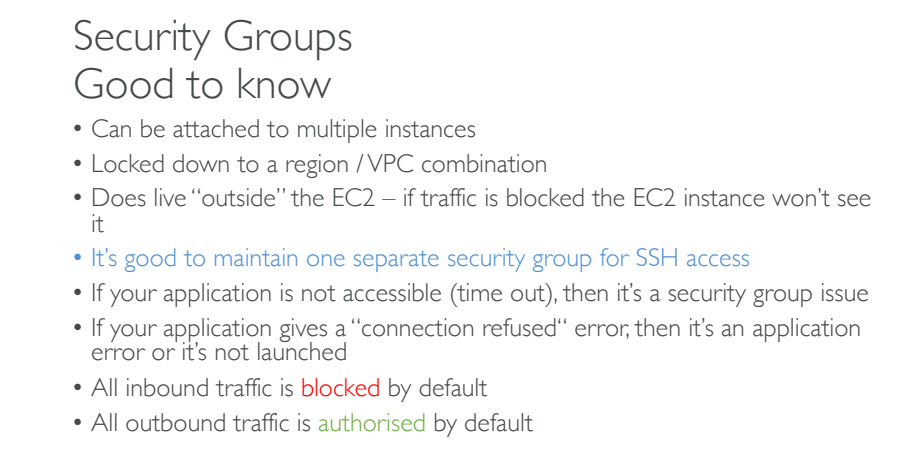 Security Groups
Good to know
• Can be attached to multiple instances
• Locked down to a region / VPC combination
• Does live “outside” the EC2 – if traffic is blocked the EC2 instance won’t see
it
• It’s good to maintain one separate security group for SSH access
• If your application is not accessible (time out), then it’s a security group issue
• If your application gives a “connection refused“ error, then it’s an application
error or it’s not launched
• All inbound traffic is blocked by default
• All outbound traffic is authorised by default